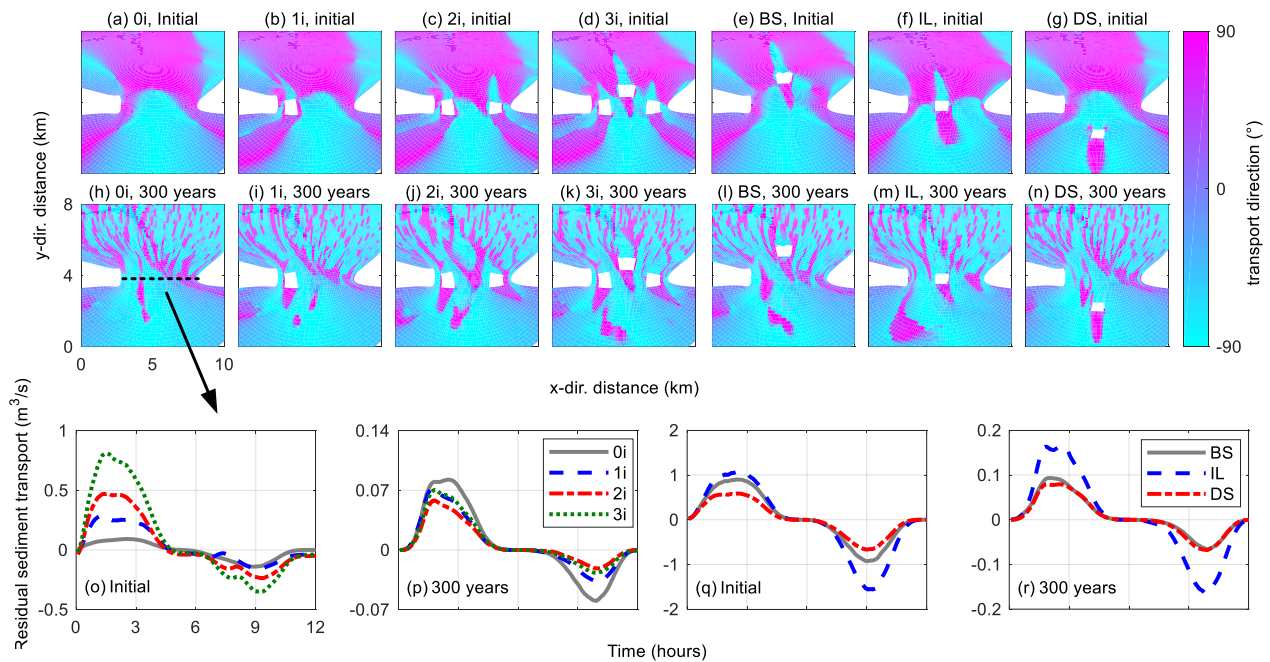 (a) 0i, Initial
(b) 1i, initial
(c) 2i, initial
(d) 3i, initial
(e) BS, Initial
(f) IL, initial
(g) DS, initial
90
0
-90
transport direction (°)
y-dir. distance (km)
(h) 0i, 300 years
(i) 1i, 300 years
(j) 2i, 300 years
(k) 3i, 300 years
(l) BS, 300 years
(m) IL, 300 years
(n) DS, 300 years
8
4
0
0
5
10
x-dir. distance (km)
Residual sediment transport (m³/s)
1
0.5
0
-0.5
0
3
6
9
12
(o) Initial
0.14
0.07
0
-0.07
0i
1i
2i
3i
(p) 300 years
2
1
0
-1
-2
(q) Initial
0.2
0.1
0
-0.1
-0.2
BS
IL
DS
(r) 300 years
Time (hours)